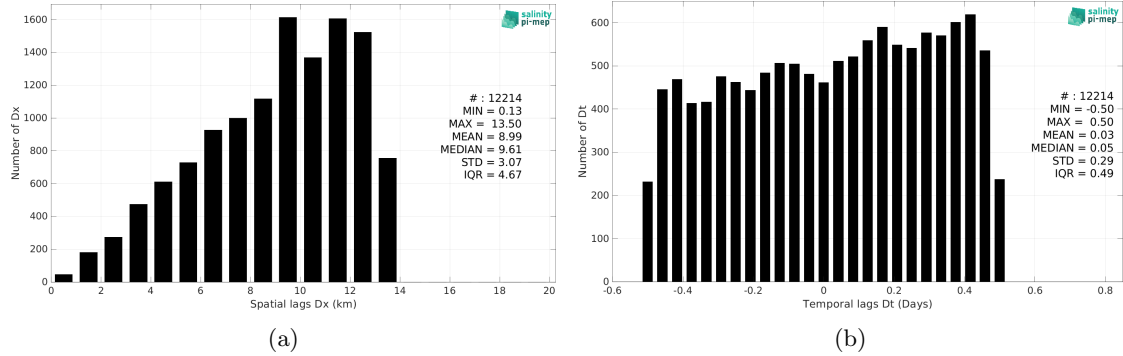 salinity
pi-mep
1600
1400
1200
1000
800
600
400
200
0
Number of Dx
# : 12214
MIN = 0.13
MAX = 13.50
MEAN = 8.99
MEDIAN = 9.61
STD = 3.07
IQR = 4.67
0 2 4 6 8 10 12 14 16 18 20
Spatial lags Dx (km)
(a)
salinity
pi-mep
600
500
400
300
200
100
0
Number of Dt
# : 12214
MIN = -0.50
MAX = 0.50
MEAN = 0.03
MEDIAN = 0.05
STD = 0.29
IQR = 0.49
-0.6 -0.4 -0.2 0 0.2 0.4 0.6 0.8
Temporal lags Dt (Days)
(b)